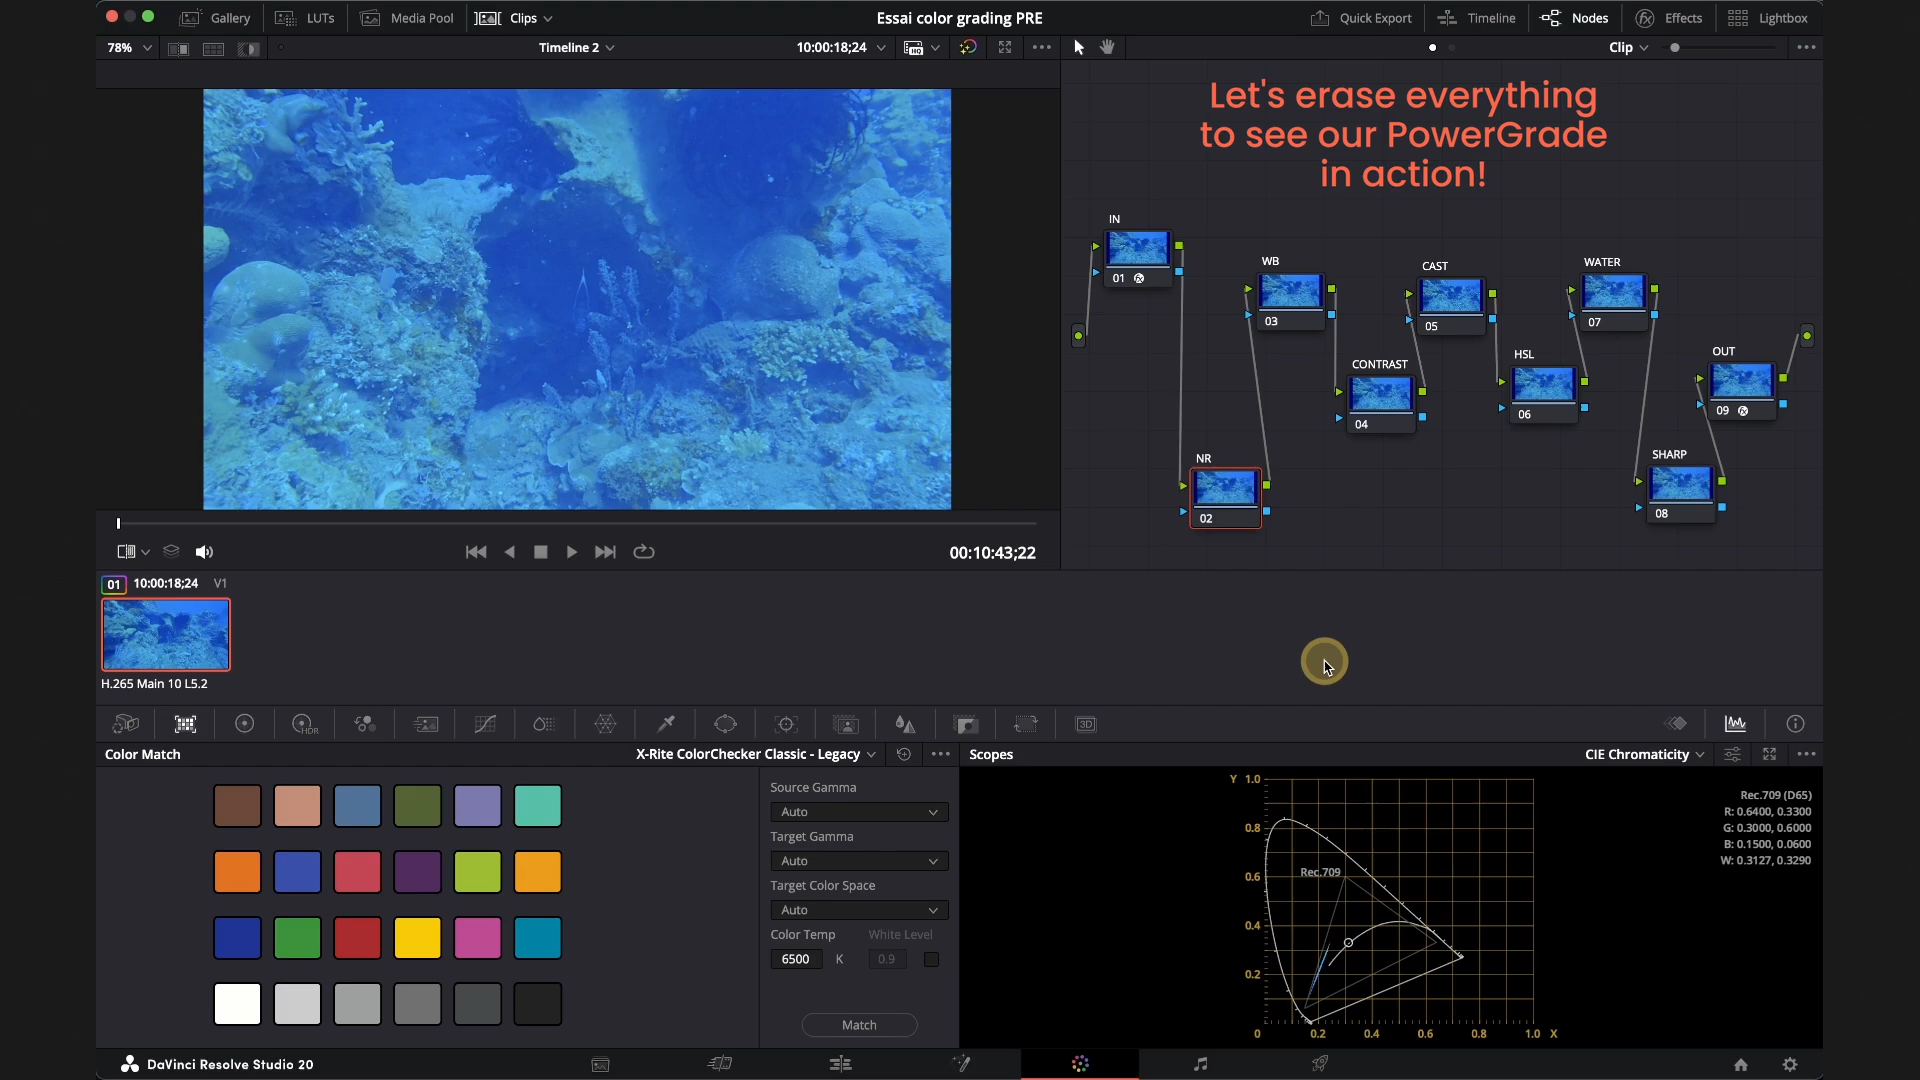 Gallery LUTs Media Pool Clips Essai color grading PRE Quick Export Timeline Nodes Effects Lightbox
78% Timeline 2 10:00:18;24 Clip
Let's erase everything
to see our PowerGrade
in action!
IN
01
WB
03
CAST
05
WATER
07
CONTRAST
04
HSL
06
OUT
09
NR
02
SHARP
08
00:10:43;22
01 10:00:18;24 V1
H.265 Main 10 L5.2
HDR
3D
Color Match X-Rite ColorChecker Classic - Legacy
Source Gamma
Auto
Target Gamma
Auto
Target Color Space
Auto
Color Temp White Level
6500 K 0.9
Match
Scopes CIE Chromaticity
Y 1.0
0.8
0.6
0.4
0.2
0 0.2 0.4 0.6 0.8 1.0 X
Rec.709
Rec.709 (D65)
R: 0.6400, 0.3300
G: 0.3000, 0.6000
B: 0.1500, 0.0600
W: 0.3127, 0.3290
DaVinci Resolve Studio 20